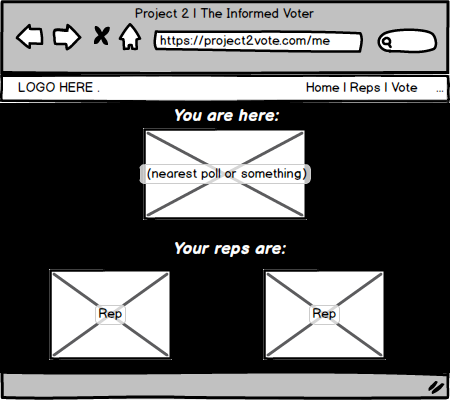 Project 2 | The Informed Voter
https://project2vote.com/me
LOGO HERE .
Home | Reps | Vote ...
You are here:
(nearest poll or something)
Your reps are:
Rep Rep